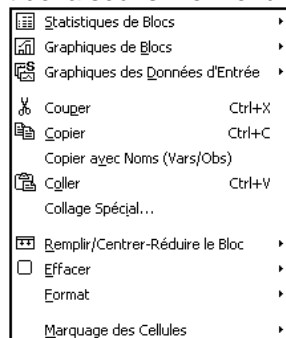 Statistiques de Blocs
Graphiques de Blocs
Graphiques des Données d'Entrée
Couper Ctrl+X
Copier Ctrl+C
Copier avec Noms (Vars/Obs)
Coller Ctrl+V
Collage Spécial...
Remplir/Centrer-Réduire le Bloc
Effacer
Format
Marquage des Cellules